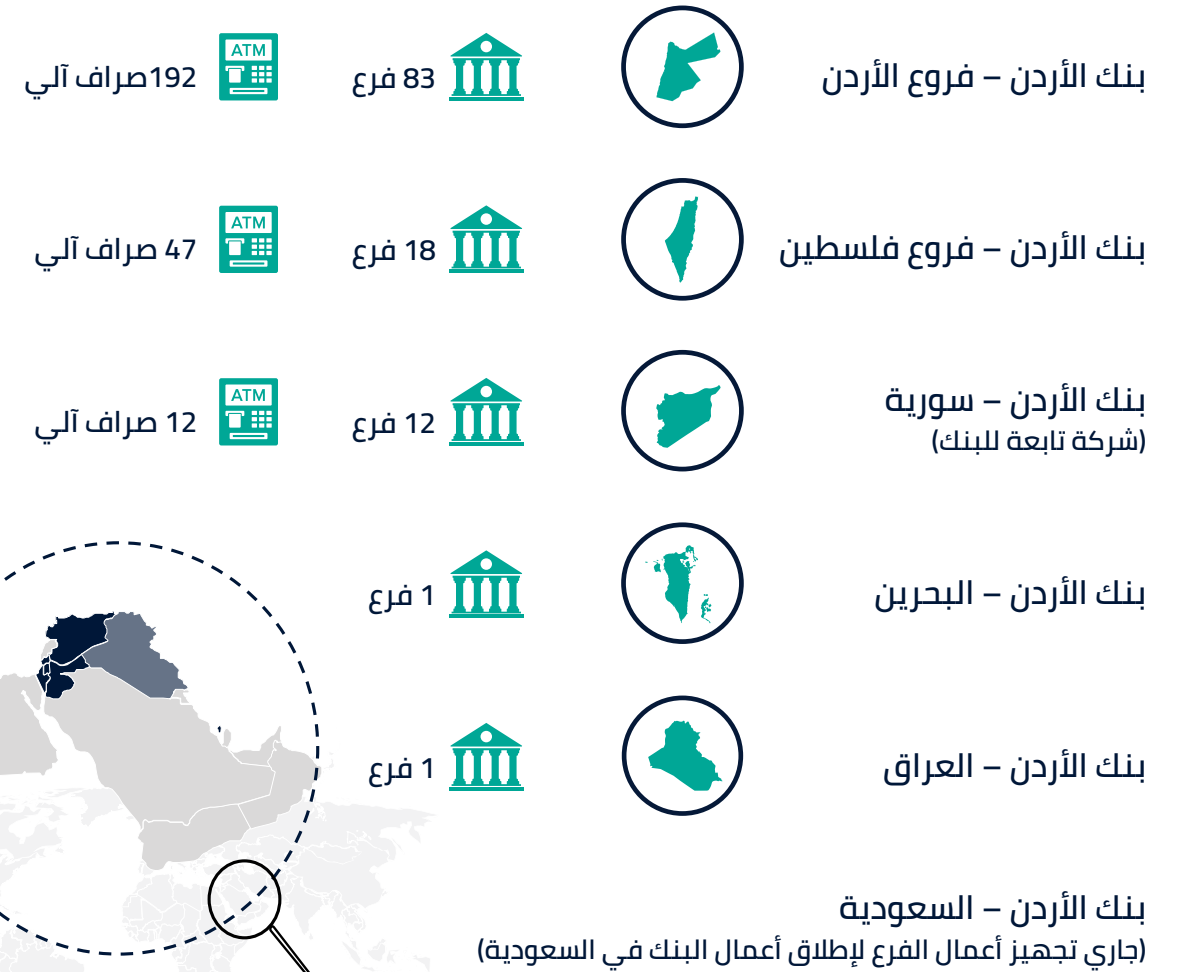 بنك الأردن – فروع الأردن
83 فرع
ATM
192صراف آلي
بنك الأردن – فروع فلسطين
18 فرع
ATM
47 صراف آلي
بنك الأردن – سورية
(شركة تابعة للبنك)
12 فرع
ATM
12 صراف آلي
بنك الأردن – البحرين
1 فرع
بنك الأردن – العراق
1 فرع
بنك الأردن – السعودية
(جاري تجهيز أعمال الفرع لإطلاق أعمال البنك في السعودية)